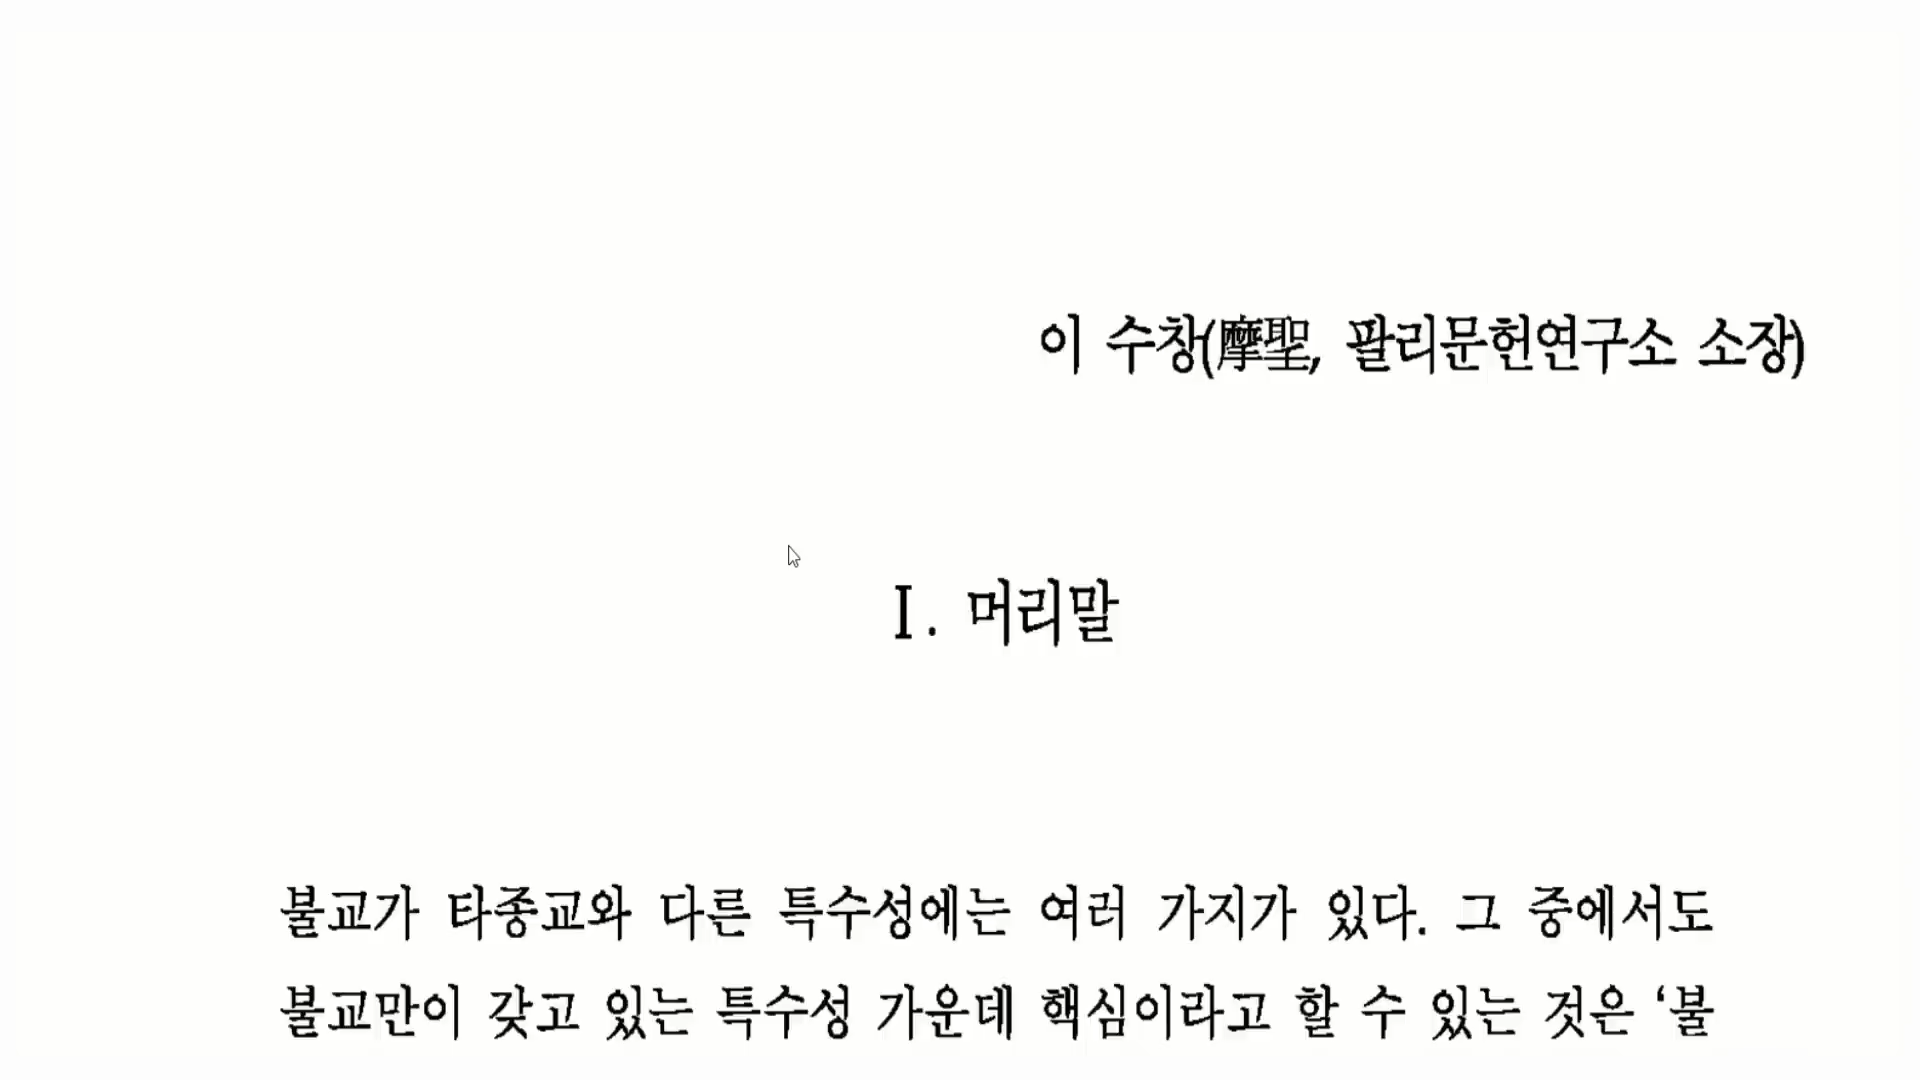 이 수창(摩聖, 팔리문헌연구소 소장)
I. 머리말
불교가 타종교와 다른 특수성에는 여러 가지가 있다. 그 중에서도
불교만이 갖고 있는 특수성 가운데 핵심이라고 할 수 있는 것은 ‘불